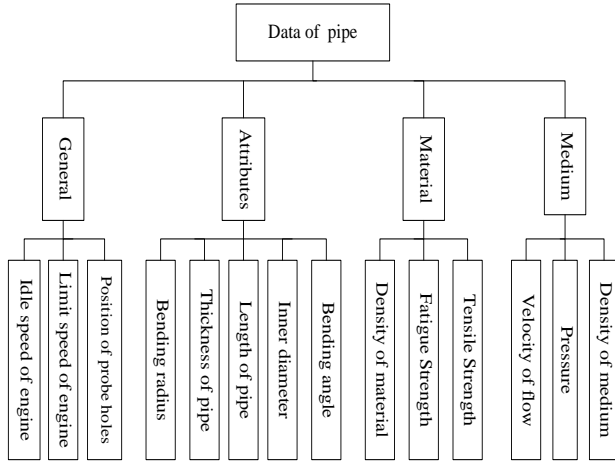 Data of pipe
General
Attributes
Material
Medium
Idle speed of engine
Limit speed of engine
Position of probe holes
Bending radius
Thickness of pipe
Length of pipe
Inner diameter
Bending angle
Density of material
Fatigue Strength
Tensile Strength
Velocity of flow
Pressure
Density of medium